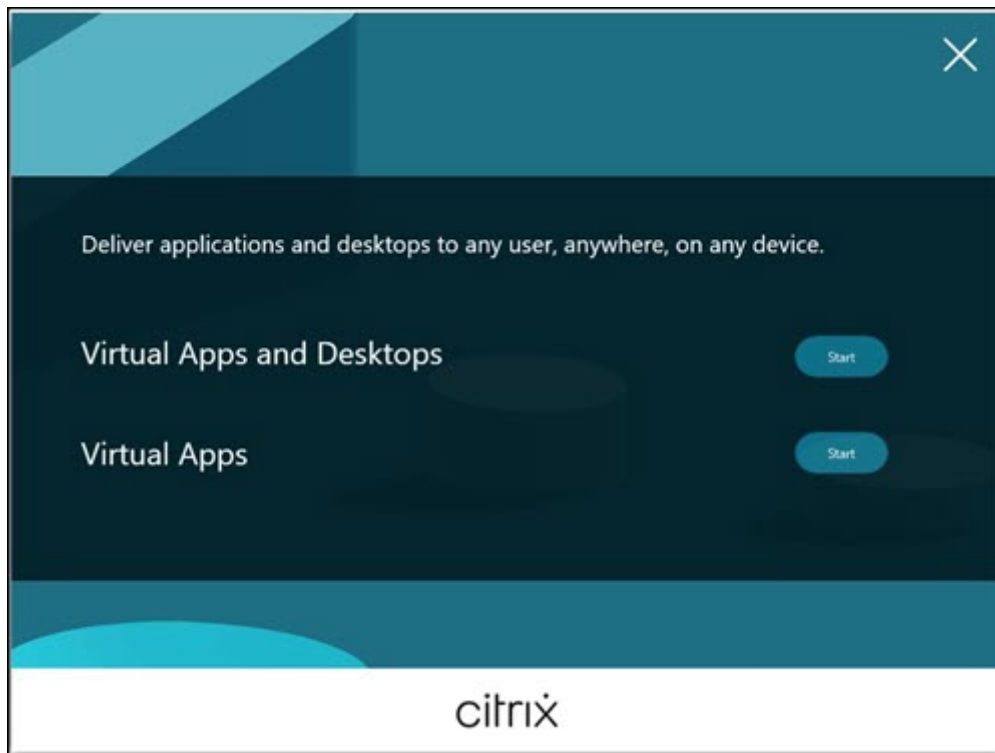 Deliver applications and desktops to any user, anywhere, on any device.
Virtual Apps and Desktops
Start
Virtual Apps
Start
citrix